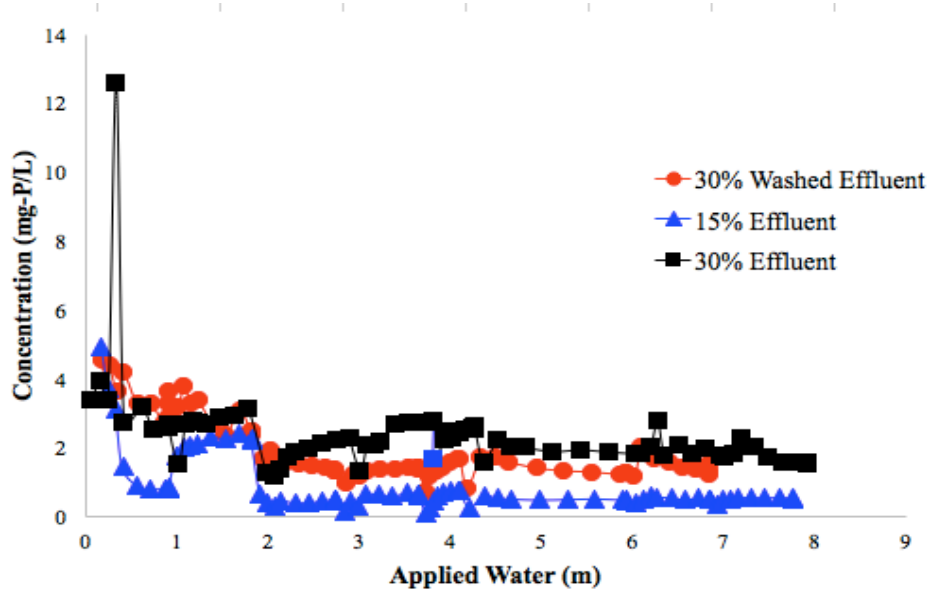 14
12
10
8
6
4
2
0
Concentration (mg-P/L)
30% Washed Effluent
15% Effluent
30% Effluent
0 1 2 3 4 5 6 7 8 9
Applied Water (m)